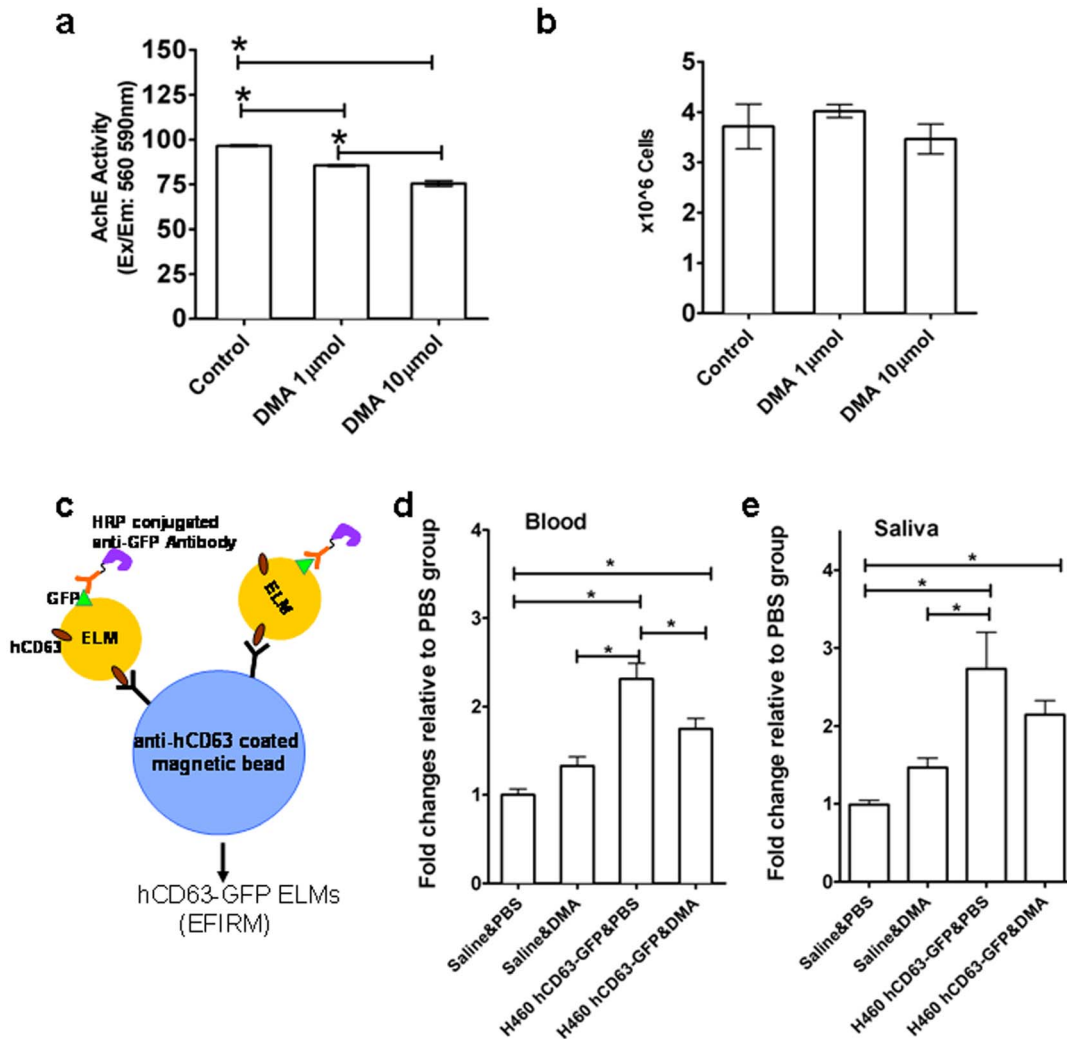 a
*
*
*
150
125
100
75
50
25
0
AchE Activity
(Ex/Em: 560 590nm)
Control
DMA 1μmol
DMA 10μmol
b
5
4
3
2
1
0
x10^6 Cells
Control
DMA 1μmol
DMA 10μmol
c
HRP conjugated
anti-GFP Antibody
GFP
hCD63
ELM
ELM
anti-hCD63 coated
magnetic bead
hCD63-GFP ELMs
(EFIRM)
d
Blood
4
3
2
1
0
Fold changes relative to PBS group
*
*
*
*
Saline&PBS
Saline&DMA
H460 hCD63-GFP&PBS
H460 hCD63-GFP&DMA
e
Saliva
4
3
2
1
0
Fold change relative to PBS group
*
*
*
Saline&PBS
Saline&DMA
H460 hCD63-GFP&PBS
H460 hCD63-GFP&DMA